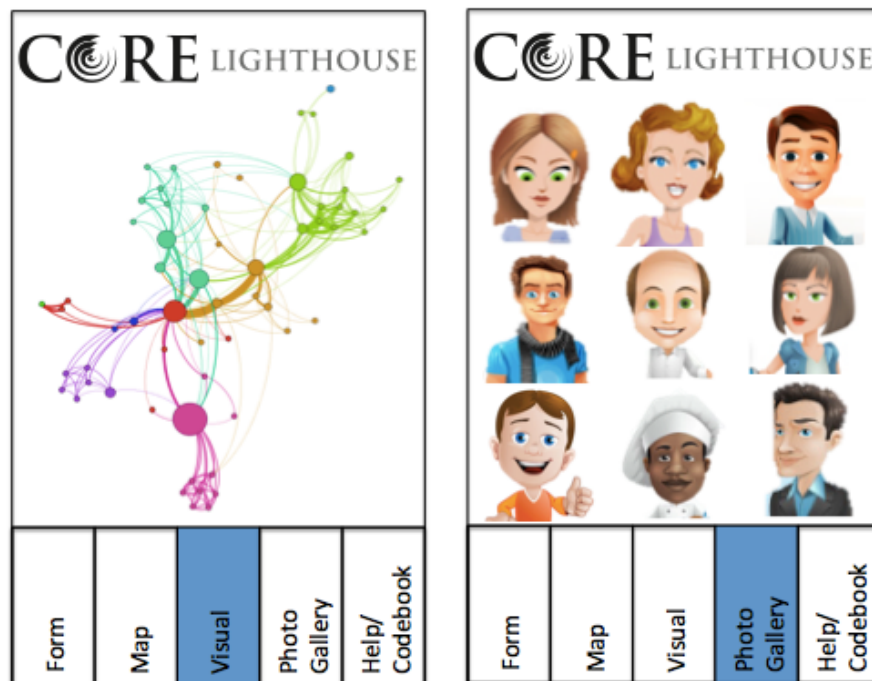 CORE LIGHTHOUSE
Form
Map
Visual
Photo
Gallery
Help/
Codebook
CORE LIGHTHOUSE
Form
Map
Visual
Photo
Gallery
Help/
Codebook